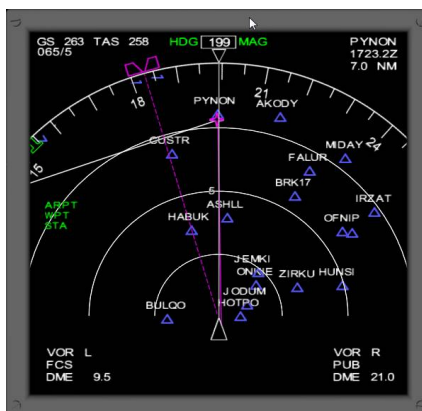 GS 263 TAS 258 HDG 199 MAG PYNON
065/5 1723.2Z
7.0 NM
18
21
24
15
PYNON
AKODY
GUSTR
MIDAY
FALUR
BRK17
5
IRZAT
ARPT
WPT
STA
ASHLL
HABUK
OFNIP
JEMKI
ONNIE
ZIRKU
HUNSI
JODUM
BULQO
HOTPO
VOR L
FCS
DME 9.5
VOR R
PUB
DME 21.0